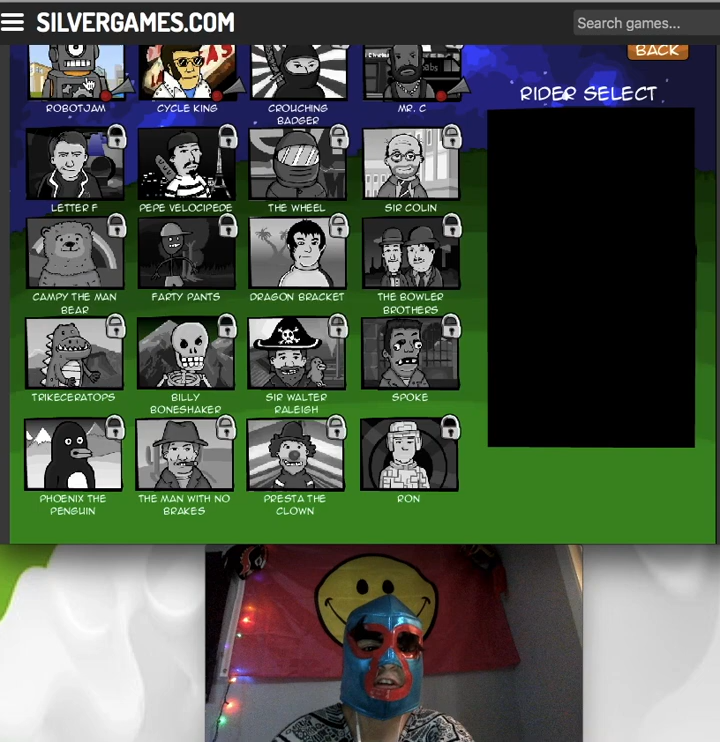 SILVERGAMES.COM
Search games...
BACK
RIDER SELECT
ROBOTJAM
CYCLE KING
CROUCHING
BADGER
MR. C
LETTER F
PEPE VELOCIPEDE
THE WHEEL
SIR COLIN
CAMPY THE MAN
BEAR
FARTY PANTS
DRAGON BRACKET
THE BOWLER
BROTHERS
TRIKECERATOPS
BILLY
BONESHAKER
SIR WALTER
RALEIGH
SPOKE
PHOENIX THE
PENGUIN
THE MAN WITH NO
BRAKES
PRESTA THE
CLOWN
RON